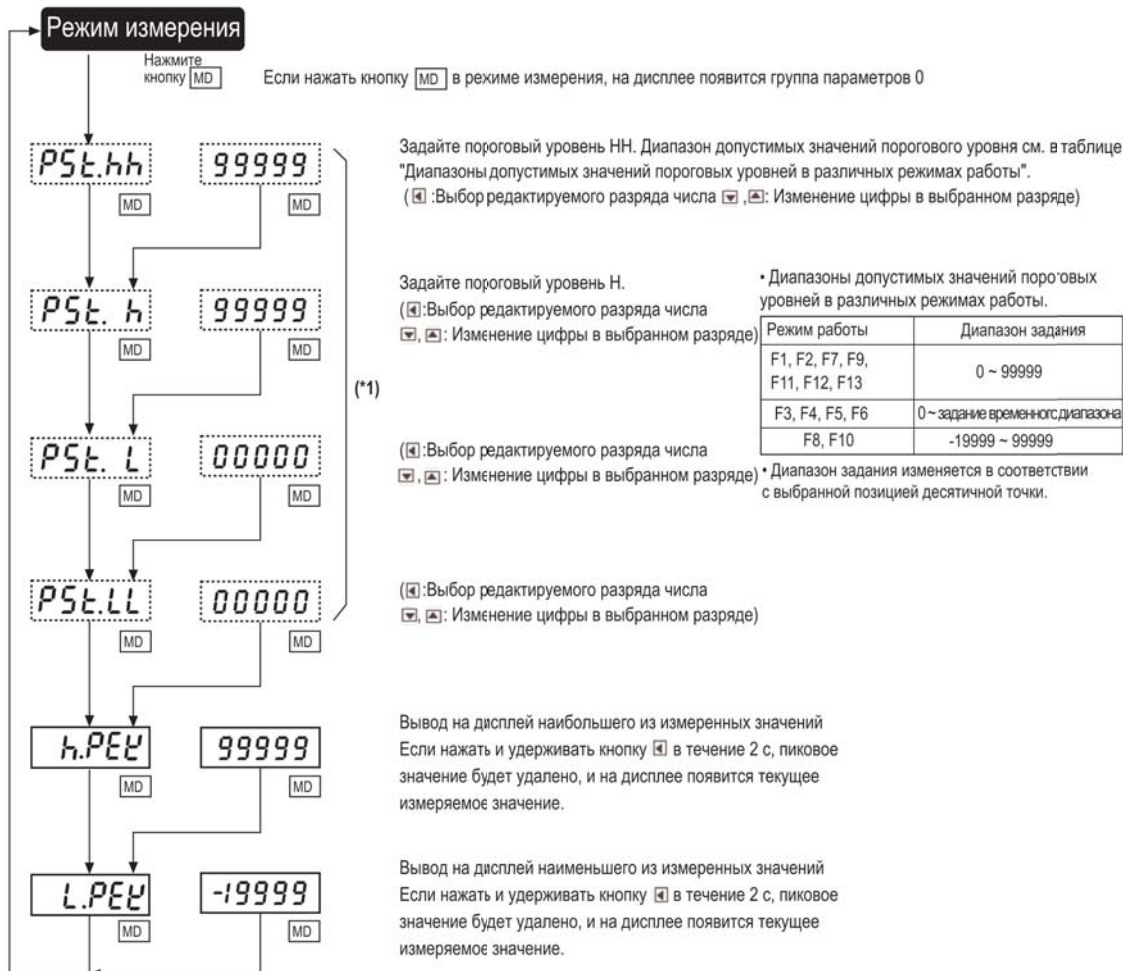 Режим измерения
Нажмите
кнопку MD
Если нажать кнопку MD в режиме измерения, на дисплее появится группа параметров 0
PSt.hh 99999
MD MD
Задайте пороговый уровень HH. Диапазон допустимых значений порогового уровня см. в таблице
"Диапазоны допустимых значений пороговых уровней в различных режимах работы".
( ◀ :Выбор редактируемого разряда числа ▼ ,▲: Изменение цифры в выбранном разряде)
PSt. h 99999
MD MD
Задайте пороговый уровень H.
(◀:Выбор редактируемого разряда числа
▼, ▲: Изменение цифры в выбранном разряде)
• Диапазоны допустимых значений пороговых
уровней в различных режимах работы.
Режим работы Диапазон задания
F1, F2, F7, F9,
F11, F12, F13
0 ~ 99999
F3, F4, F5, F6 0 ~ задание временного диапазона
F8, F10 -19999 ~ 99999
• Диапазон задания изменяется в соответствии
с выбранной позицией десятичной точки.
(*1)
PSt. L 00000
MD MD
(◀:Выбор редактируемого разряда числа
▼, ▲: Изменение цифры в выбранном разряде)
PSt.LL 00000
MD MD
(◀:Выбор редактируемого разряда числа
▼, ▲: Изменение цифры в выбранном разряде)
h.PEK 99999
MD MD
Вывод на дисплей наибольшего из измеренных значений
Если нажать и удерживать кнопку ◀ в течение 2 с, пиковое
значение будет удалено, и на дисплее появится текущее
измеряемое значение.
L.PEK -19999
MD MD
Вывод на дисплей наименьшего из измеренных значений
Если нажать и удерживать кнопку ◀ в течение 2 с, пиковое
значение будет удалено, и на дисплее появится текущее
измеряемое значение.